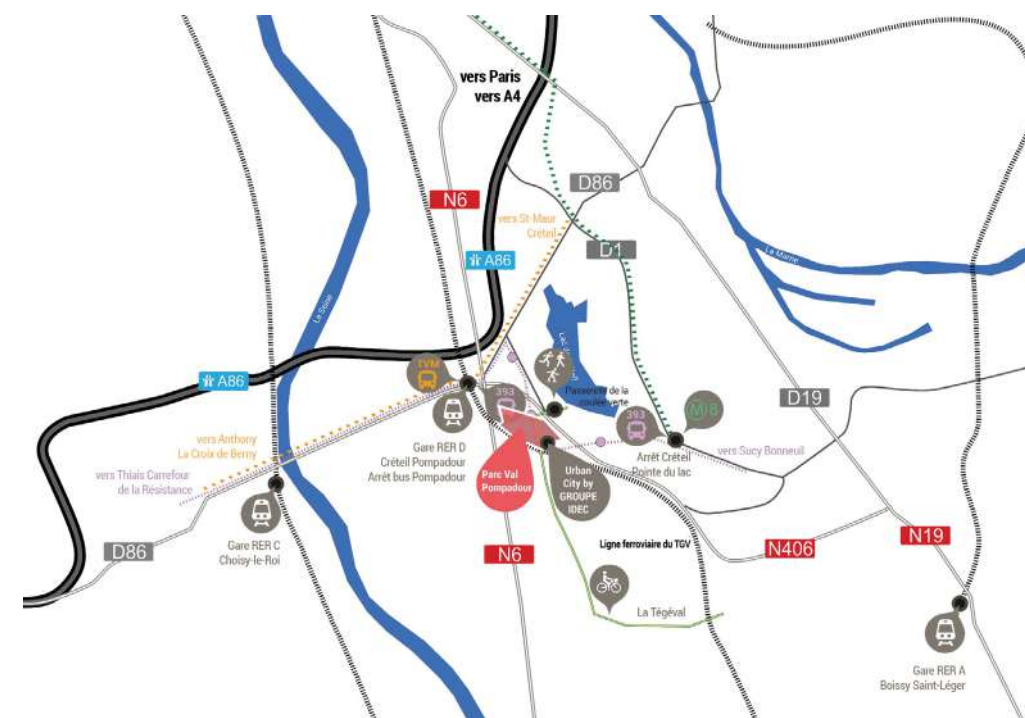 vers Paris
vers A4
D86
N6
vers St-Maur
Créteil
D1
A86
La Marne
La Seine
A86
TVM
Passerelle de la
coulée verte
393
393
M 8
D19
vers Anthony
La Croix de Berny
Gare RER D
Créteil Pompadour
Arrêt bus Pompadour
Arrêt Créteil
Pointe du lac
vers Sucy Bonneuil
vers Thiais Carrefour
de la Résistance
Parc Val
Pompadour
Urban
City by
GROUPE
IDEC
D86
Gare RER C
Choisy-le-Roi
N6
Ligne ferroviaire du TGV
N406
N19
La Tégéval
Gare RER A
Boissy Saint-Léger